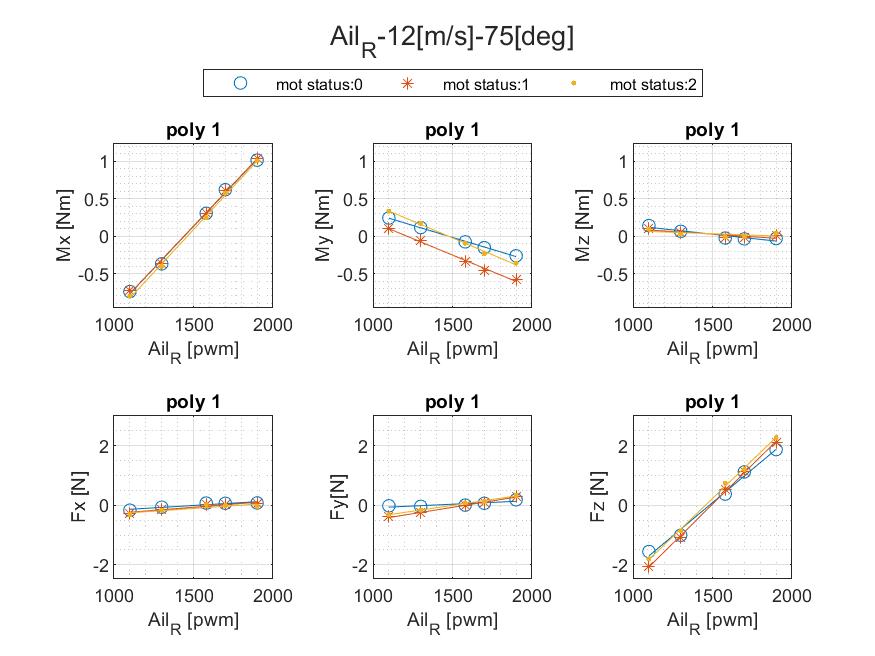 Ail_R-12[m/s]-75[deg]
mot status:0 mot status:1 mot status:2
poly 1 poly 1 poly 1
Mx [Nm] 1 0.5 0 -0.5
My [Nm] 1 0.5 0 -0.5
Mz [Nm] 1 0.5 0 -0.5
1000 1500 2000 1000 1500 2000 1000 1500 2000
Ail_R [pwm] Ail_R [pwm] Ail_R [pwm]
poly 1 poly 1 poly 1
Fx [N] 2 0 -2
Fy[N] 2 0 -2
Fz [N] 2 0 -2
1000 1500 2000 1000 1500 2000 1000 1500 2000
Ail_R [pwm] Ail_R [pwm] Ail_R [pwm]